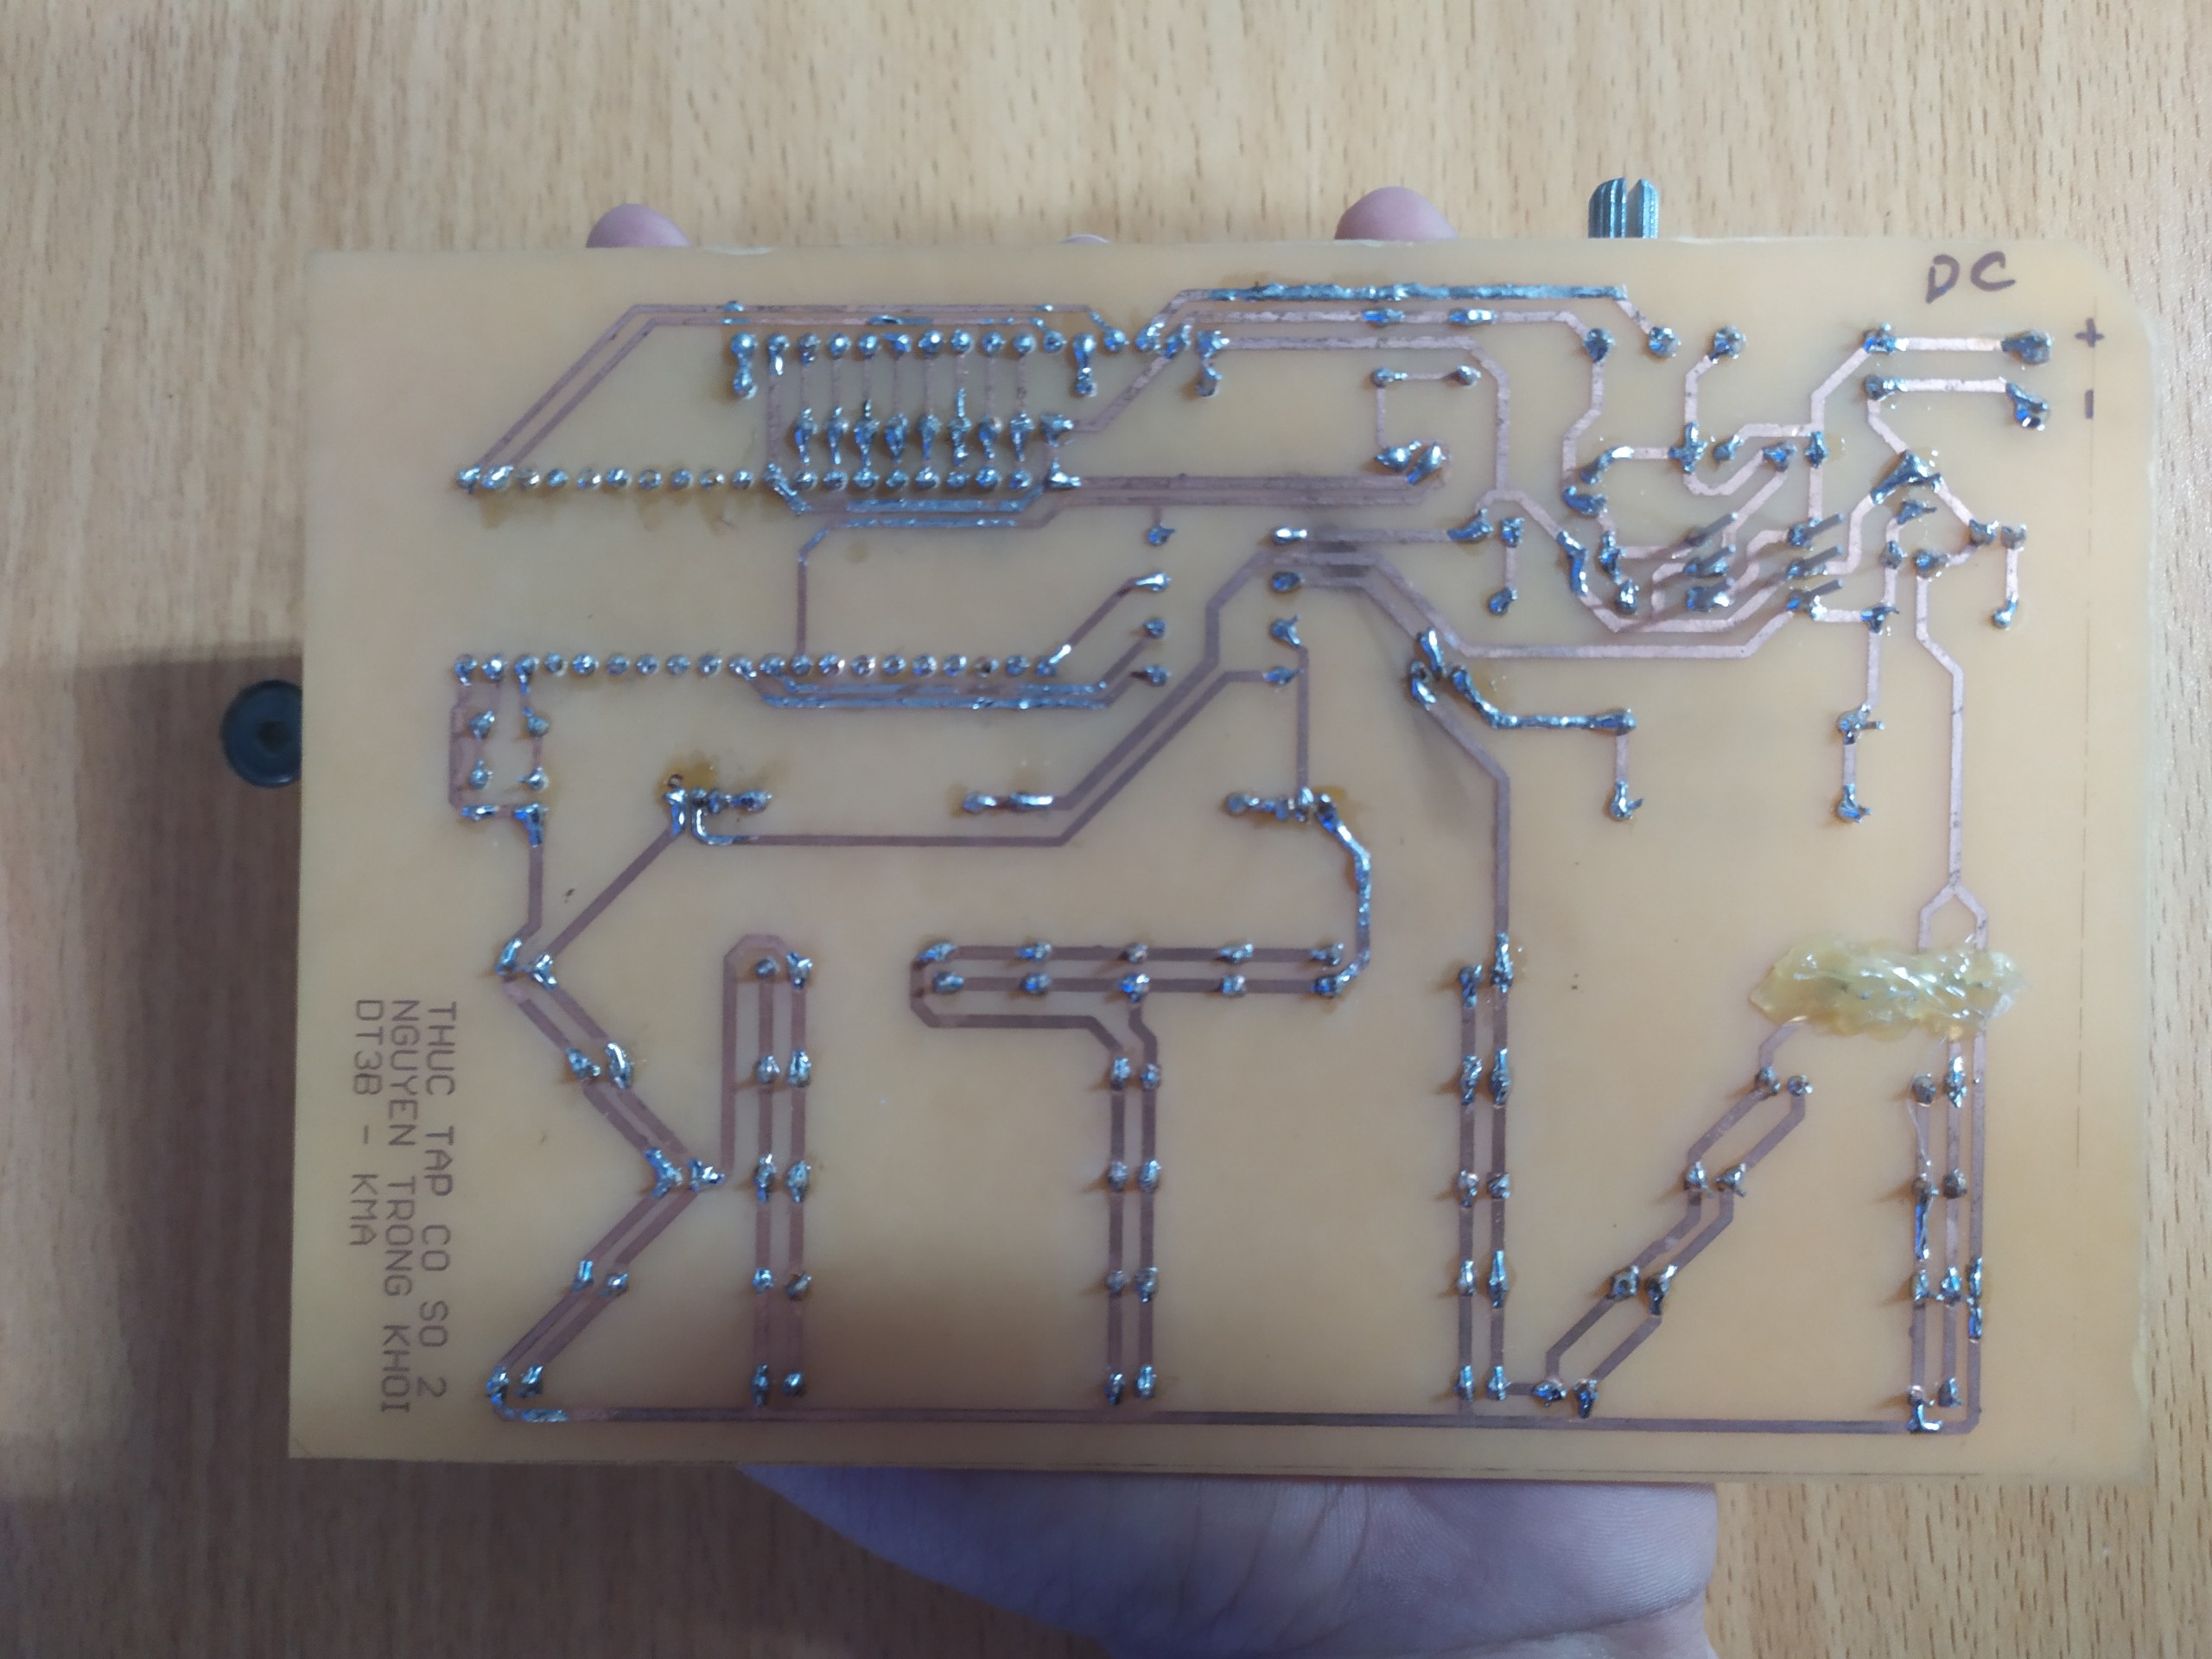 DC
+
-
THUC TAP CO SO 2
NGUYEN TRONG KHOI
DT3B - KMA